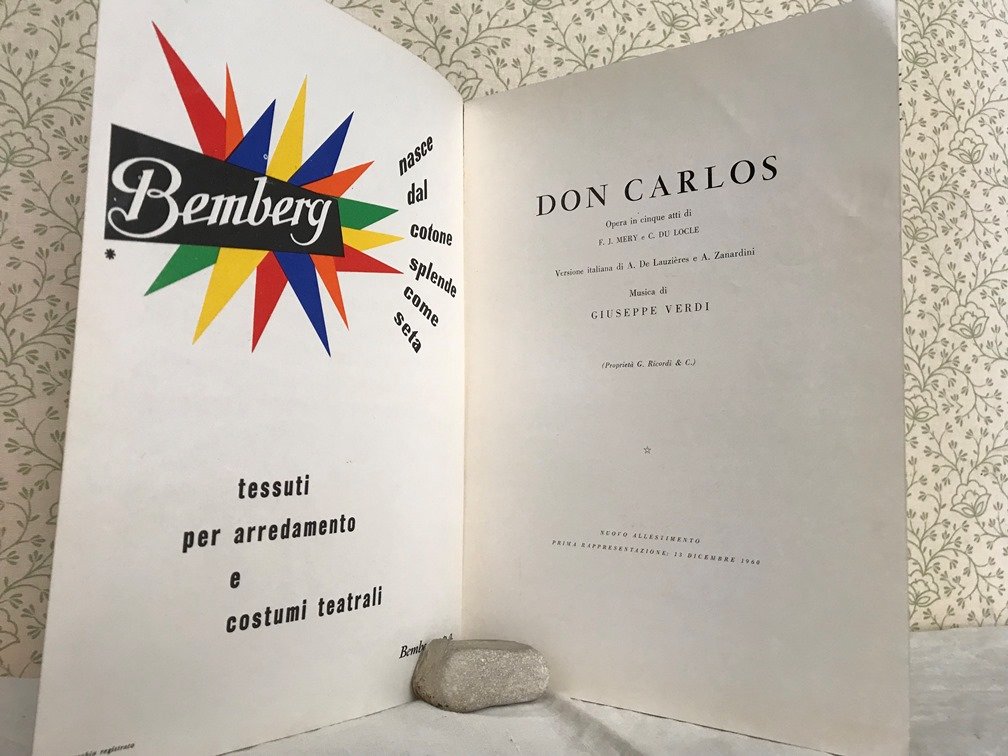 Bemberg
*
nasce
dal
cotone
splende
come
seta
tessuti
per arredamento
e
costumi teatrali
registrato
DON CARLOS
Opera in cinque atti di
F. J. MERY e C. DU LOCLE
Versione italiana di A. De Lauzières e A. Zanardini
Musica di
GIUSEPPE VERDI
(Proprietà G. Ricordi & C.)
☆
NUOVO ALLESTIMENTO
PRIMA RAPPRESENTAZIONE: 13 DICEMBRE 1960